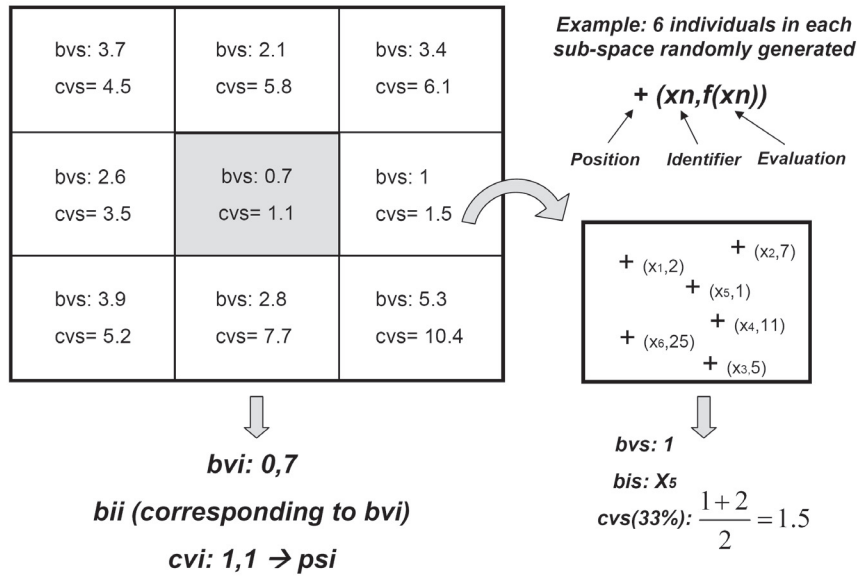 bvs: 3.7
cvs= 4.5
bvs: 2.1
cvs= 5.8
bvs: 3.4
cvs= 6.1
bvs: 2.6
cvs= 3.5
bvs: 0.7
cvs= 1.1
bvs: 1
cvs= 1.5
bvs: 3.9
cvs= 5.2
bvs: 2.8
cvs= 7.7
bvs: 5.3
cvs= 10.4
bvi: 0,7
bii (corresponding to bvi)
cvi: 1,1 → psi
Example: 6 individuals in each
sub-space randomly generated
+ (xn,f(xn))
Position Identifier Evaluation
+ (x₁,2)
+ (x₂,7)
+ (x₅,1)
+ (x₄,11)
+ (x₆,25)
+ (x₃,5)
bvs: 1
bis: X₅
cvs(33%): (1+2)/2 = 1.5